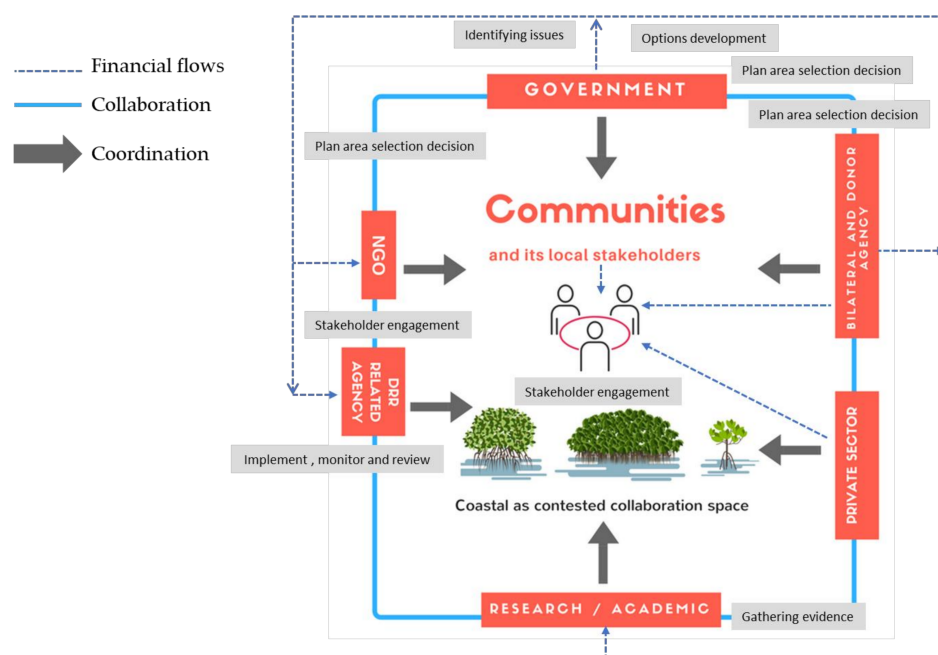 Identifying issues
Options development
Financial flows
Collaboration
Coordination
GOVERNMENT
Plan area selection decision
Plan area selection decision
Plan area selection decision
Communities
and its local stakeholders
NGO
BILATERAL AND DONOR
AGENCY
Stakeholder engagement
DRR
RELATED
AGENCY
Stakeholder engagement
PRIVATE SECTOR
Implement , monitor and review
Coastal as contested collaboration space
RESEARCH / ACADEMIC
Gathering evidence